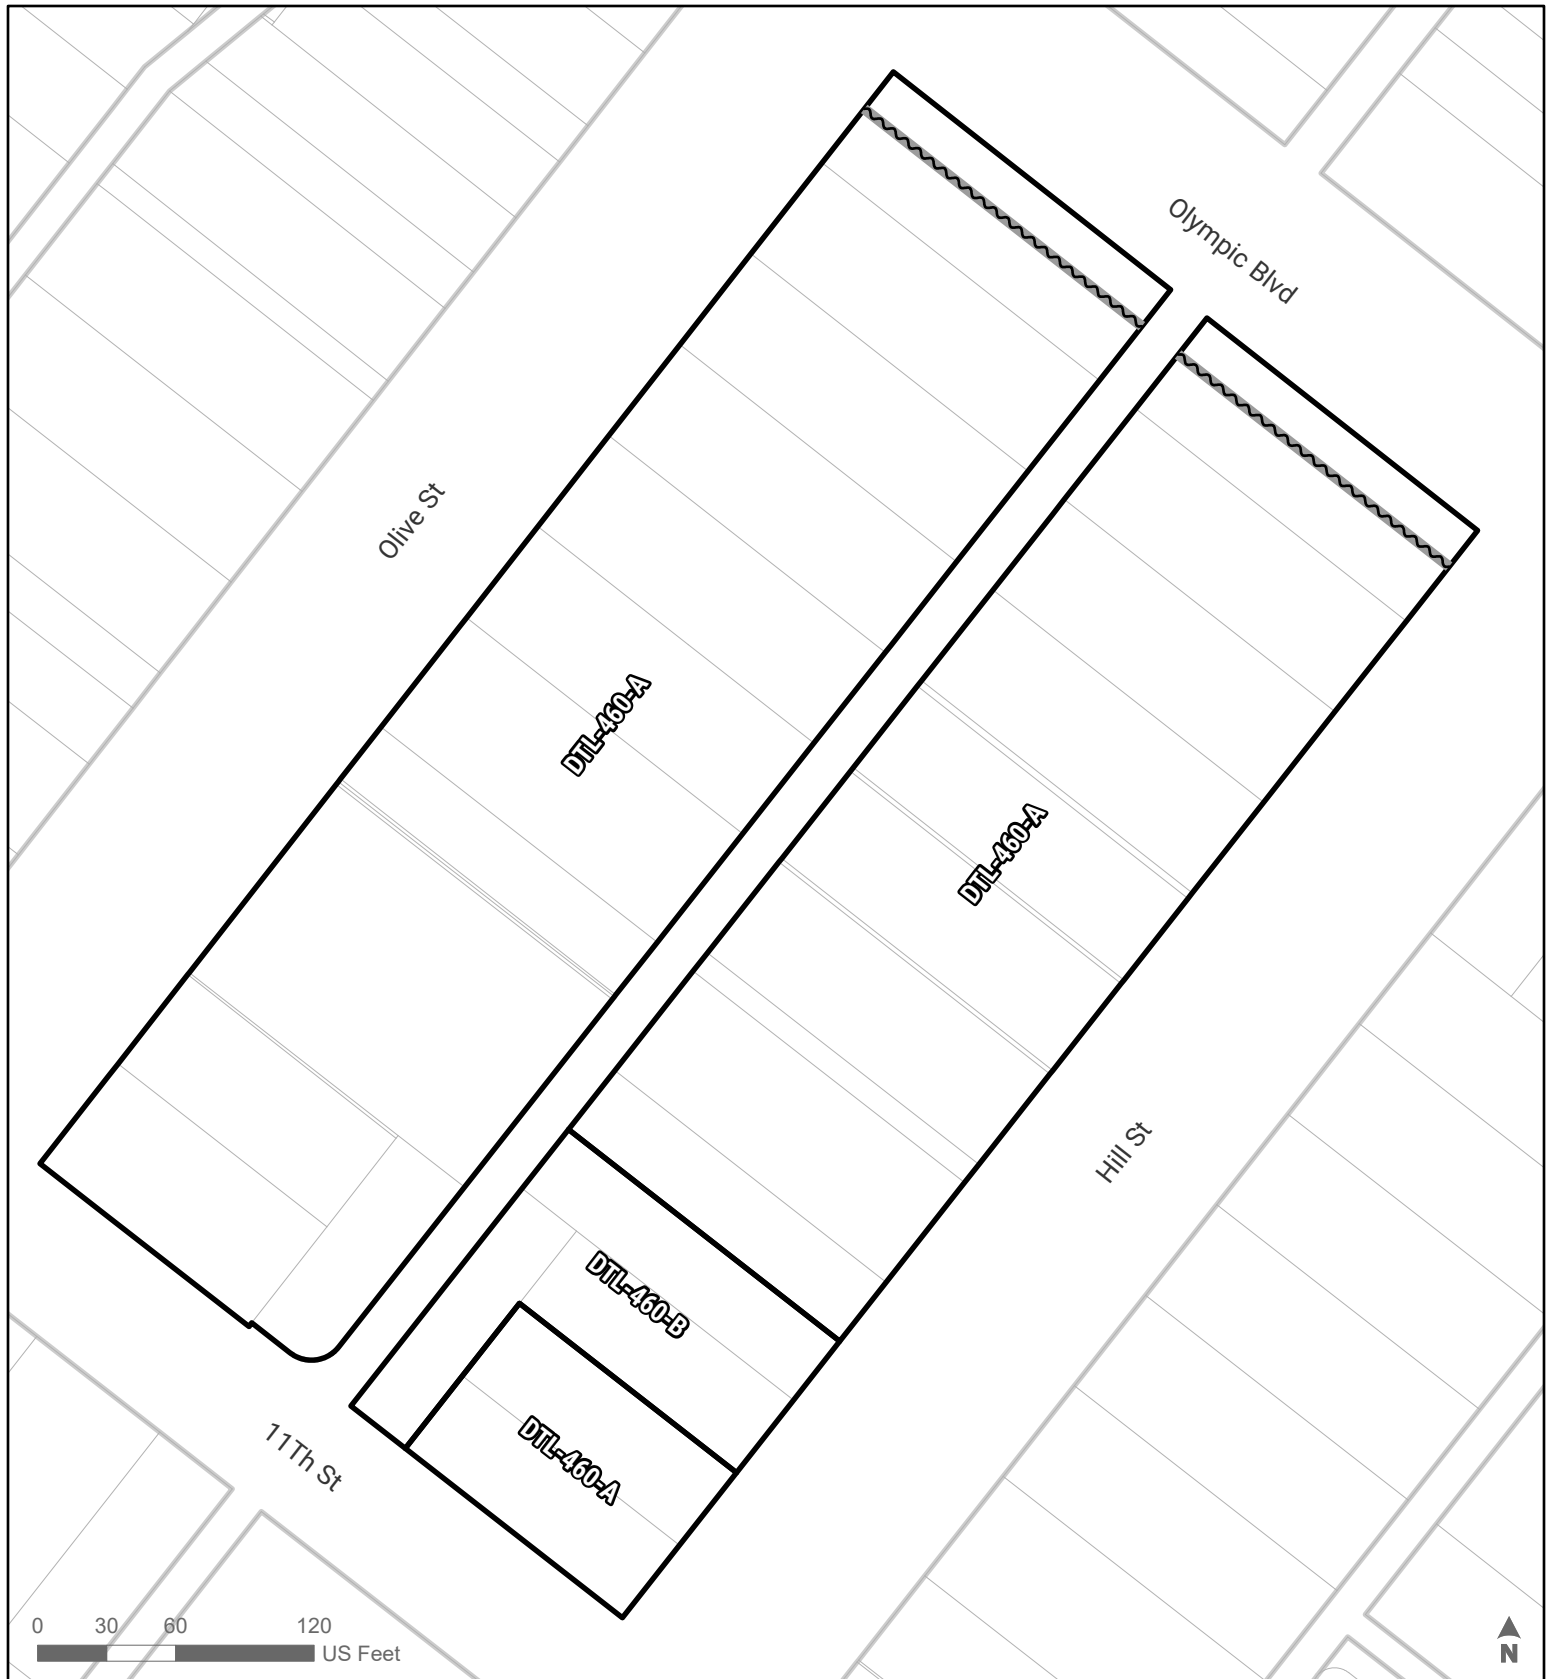 Olympic Blvd
Olive St
DTL-460-A
DTL-460-A
Hill St
DTL-460-B
DTL-460-A
11Th St
0 30 60 120
US Feet
N